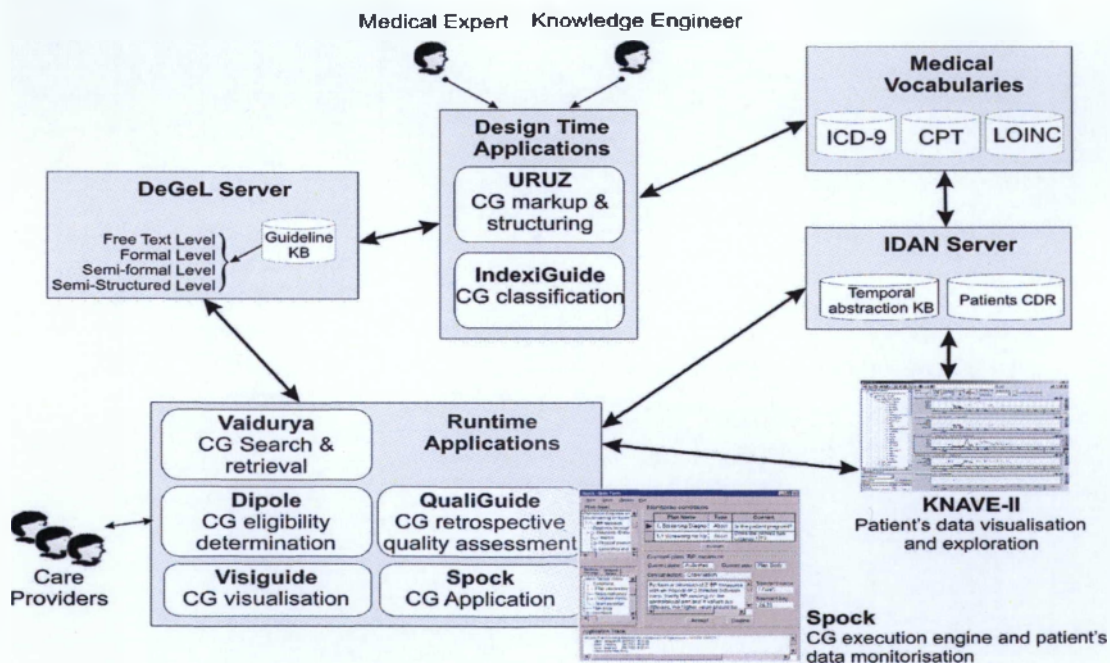 Medical Expert
Knowledge Engineer
Medical
Vocabularies
ICD-9
CPT
LOINC
Design Time
Applications
URUZ
CG markup &
structuring
IndexiGuide
CG classification
DeGeL Server
Free Text Level
Formal Level
Semi-formal Level
Semi-Structured Level
Guideline
KB
IDAN Server
Temporal
abstraction KB
Patients CDR
Vaidurya
CG Search &
retrieval
Runtime
Applications
Dipole
CG eligibility
determination
QualiGuide
CG retrospective
quality assessment
Visiguide
CG visualisation
Spock
CG Application
Care
Providers
KNAVE-II
Patient's data visualisation
and exploration
Spock
CG execution engine and patient's
data monitorisation